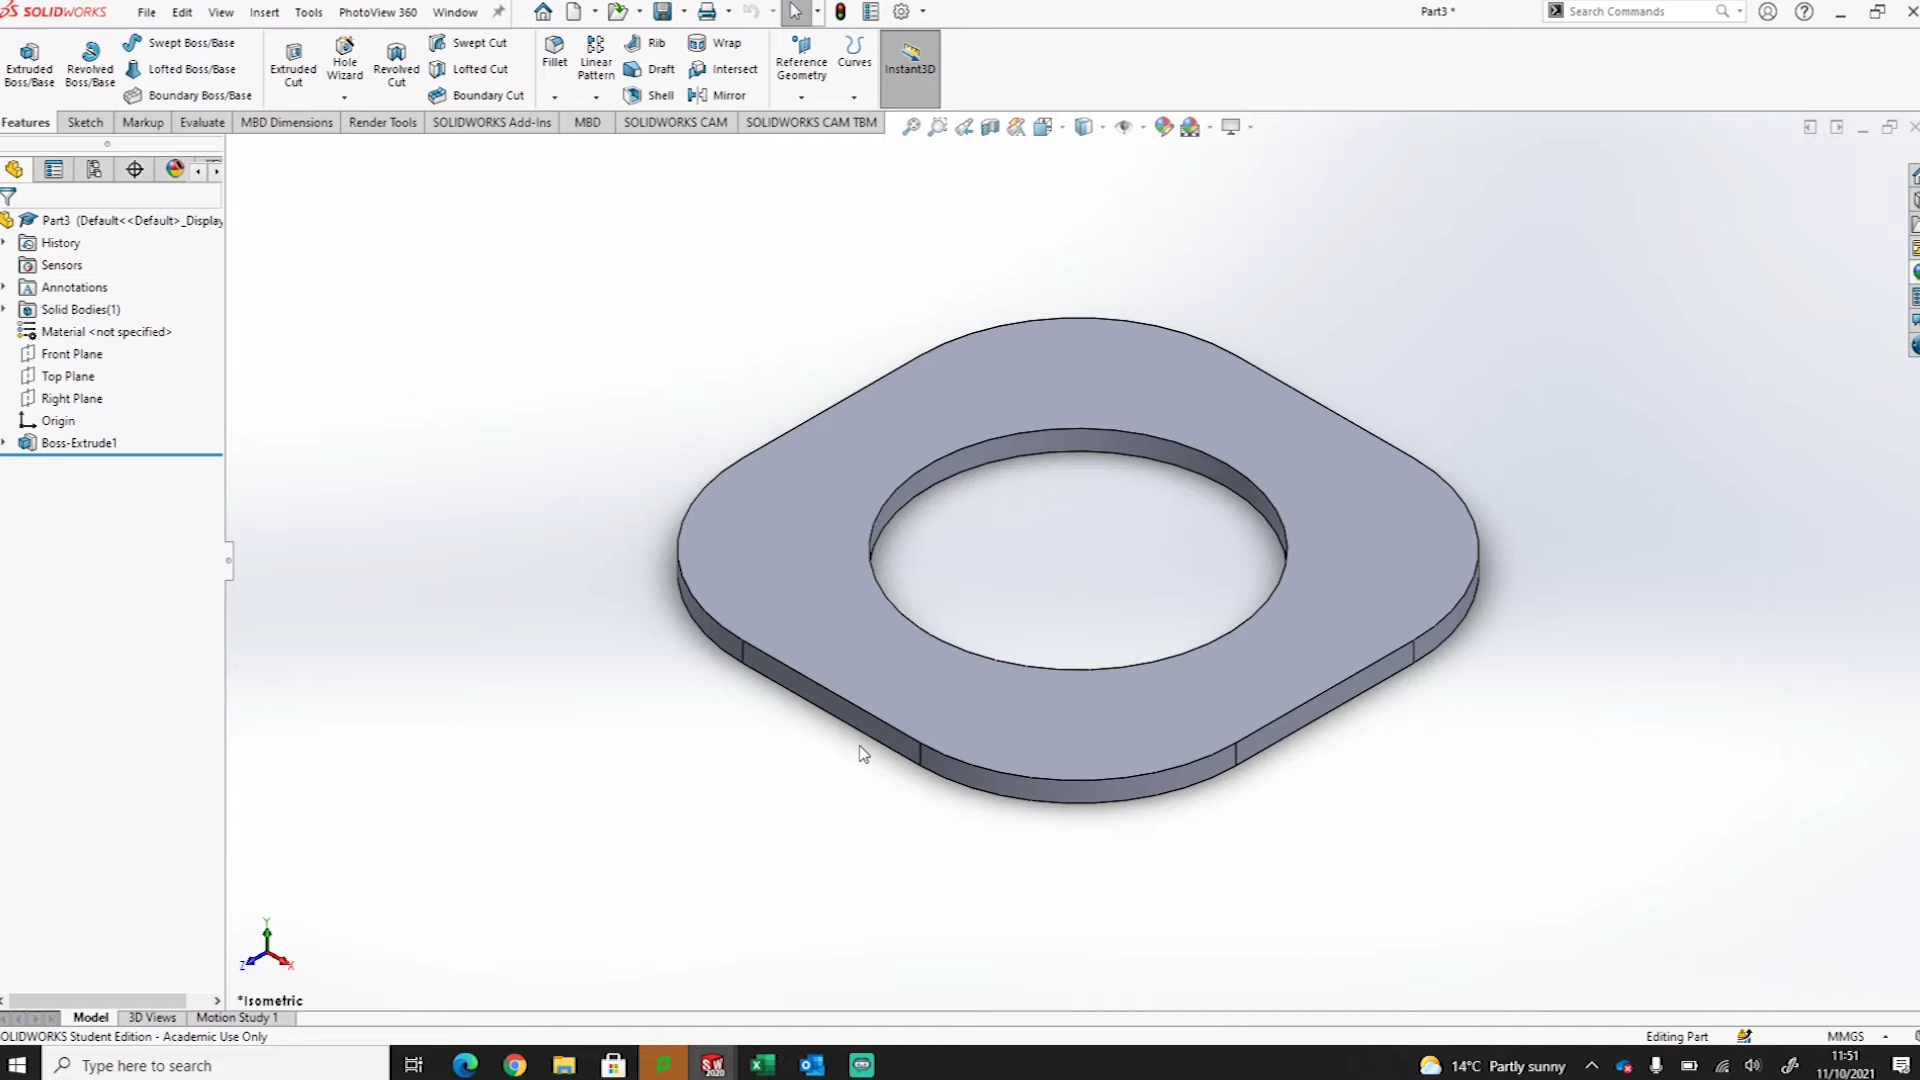 SOLIDWORKS File Edit View Insert Tools PhotoView 360 Window Part3 * Search Commands
Extruded Boss/Base
Revolved Boss/Base
Swept Boss/Base
Lofted Boss/Base
Boundary Boss/Base
Extruded Cut
Hole Wizard
Revolved Cut
Swept Cut
Lofted Cut
Boundary Cut
Fillet
Linear Pattern
Rib
Draft
Shell
Wrap
Intersect
Mirror
Reference Geometry
Curves
Instant3D
Features Sketch Markup Evaluate MBD Dimensions Render Tools SOLIDWORKS Add-Ins MBD SOLIDWORKS CAM SOLIDWORKS CAM TBM
Part3 (Default<<Default>_Display
History
Sensors
Annotations
Solid Bodies(1)
Material <not specified>
Front Plane
Top Plane
Right Plane
Origin
Boss-Extrude1
Y
Z X
*Isometric
Model 3D Views Motion Study 1
OLIDWORKS Student Edition - Academic Use Only Editing Part MMGS
Type here to search 14°C Partly sunny 11:51
11/10/2021